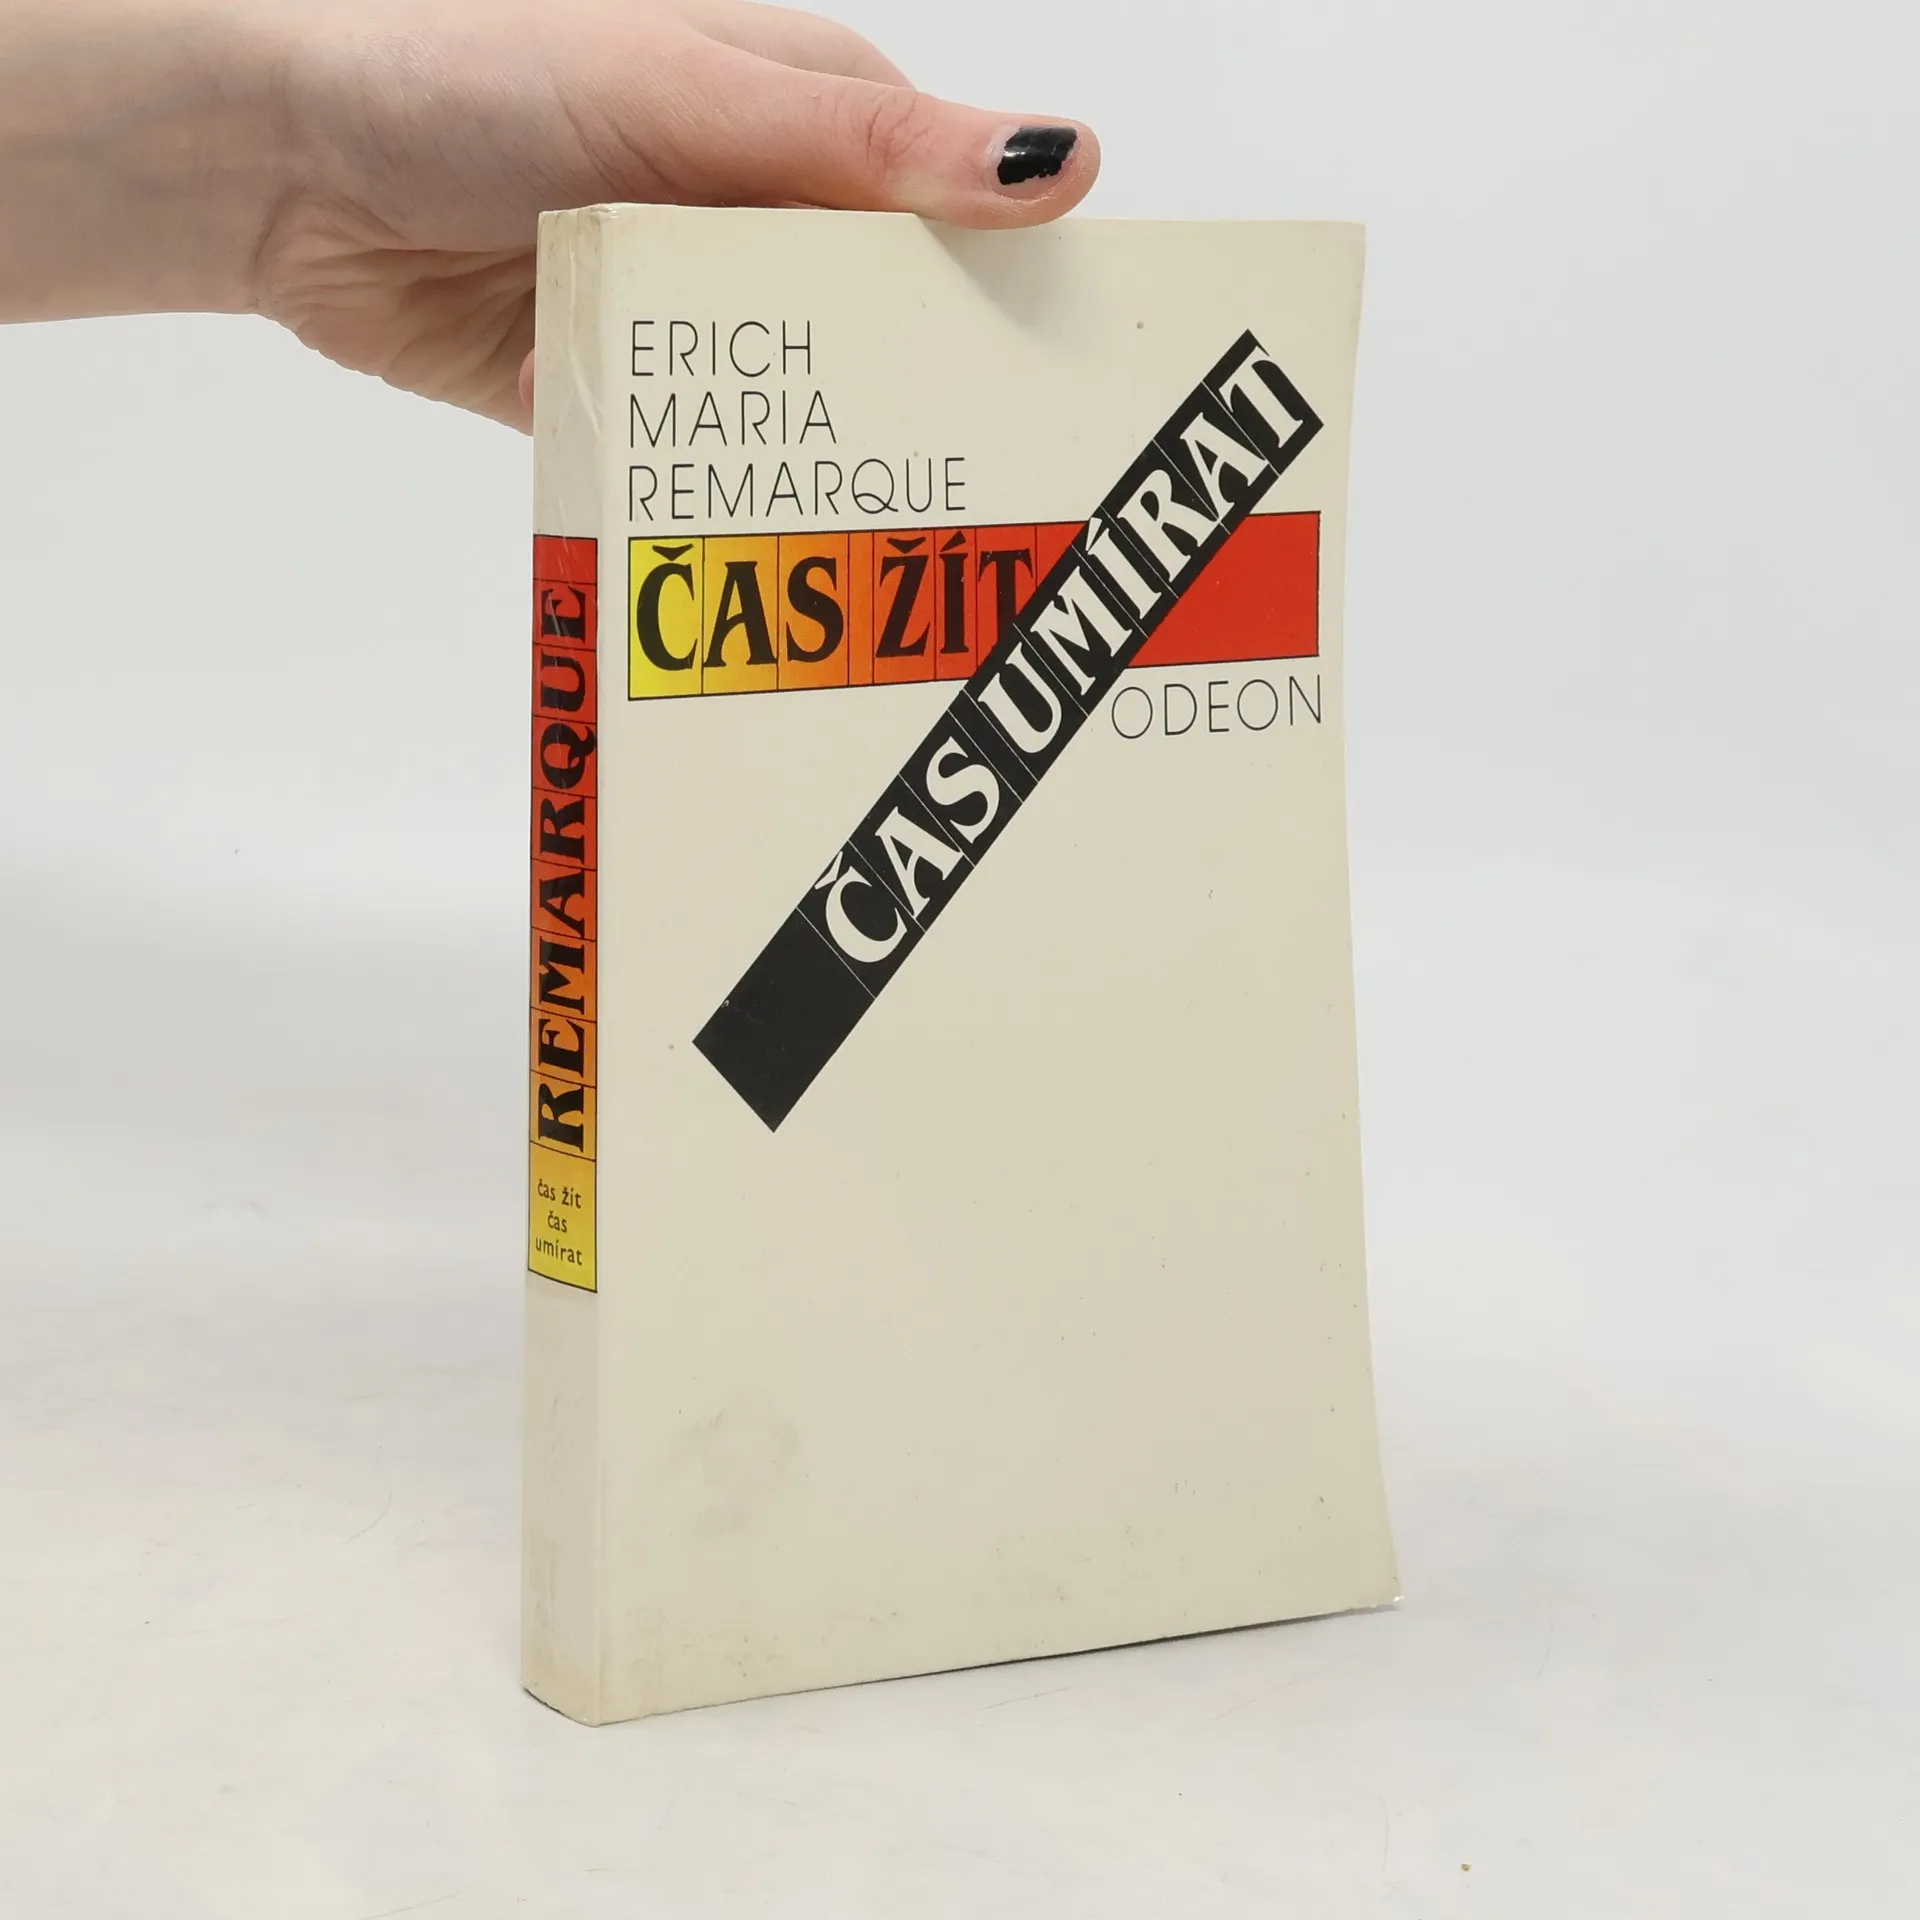 ERICH
MARIA
REMARQUE
ČAS ŽÍT
ČAS UMÍRAT
ODEON
REMARQUE
čas žít
čas
umírat